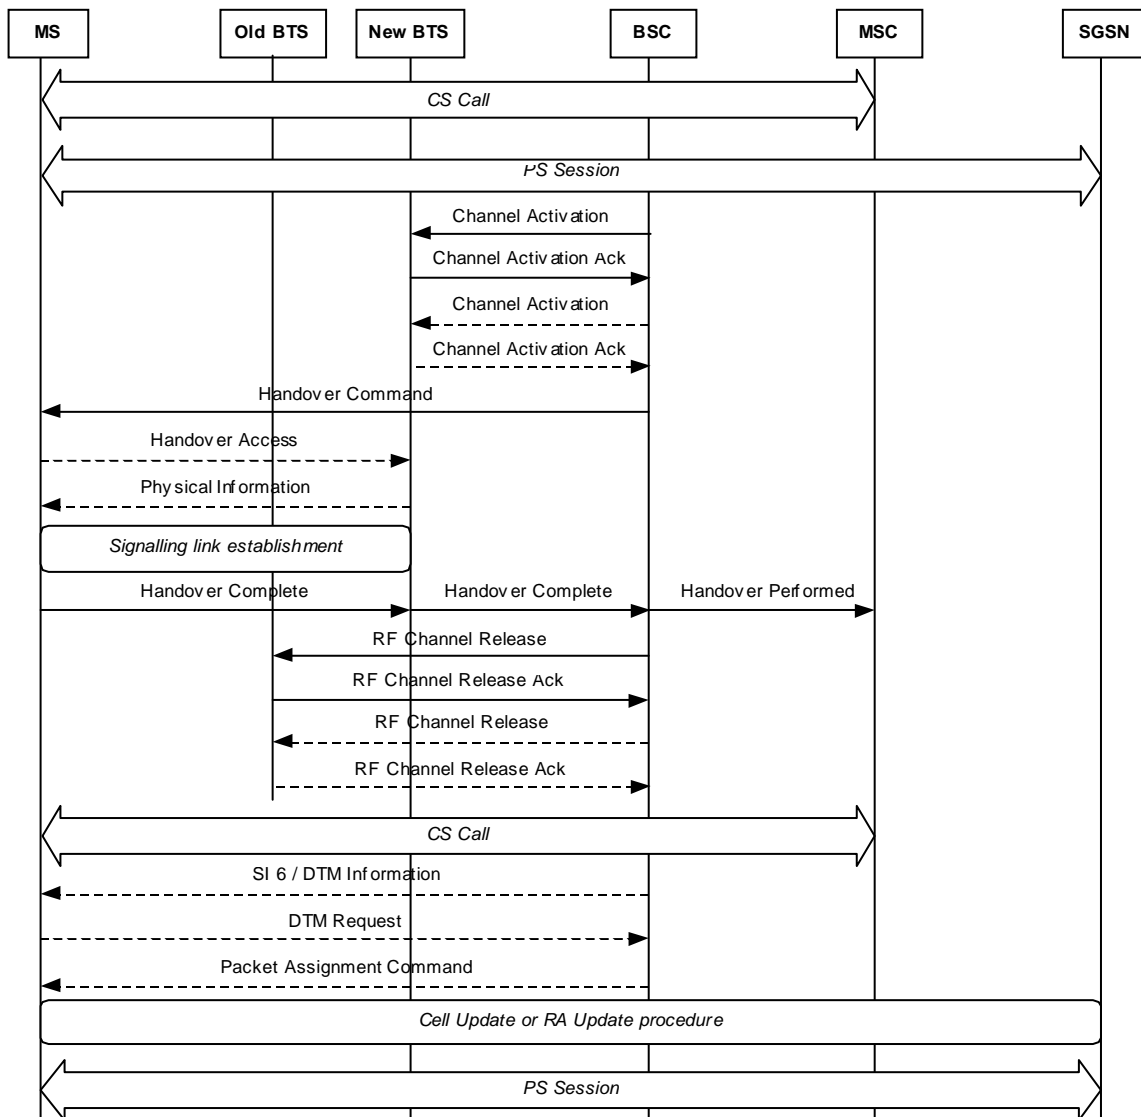 MS Old BTS New BTS BSC MSC SGSN
CS Call
PS Session
Channel Activation
Channel Activation Ack
Channel Activation
Channel Activation Ack
Handover Command
Handover Access
Physical Information
Signalling link establishment
Handover Complete Handover Complete Handover Performed
RF Channel Release
RF Channel Release Ack
RF Channel Release
RF Channel Release Ack
CS Call
SI 6 / DTM Information
DTM Request
Packet Assignment Command
Cell Update or RA Update procedure
PS Session